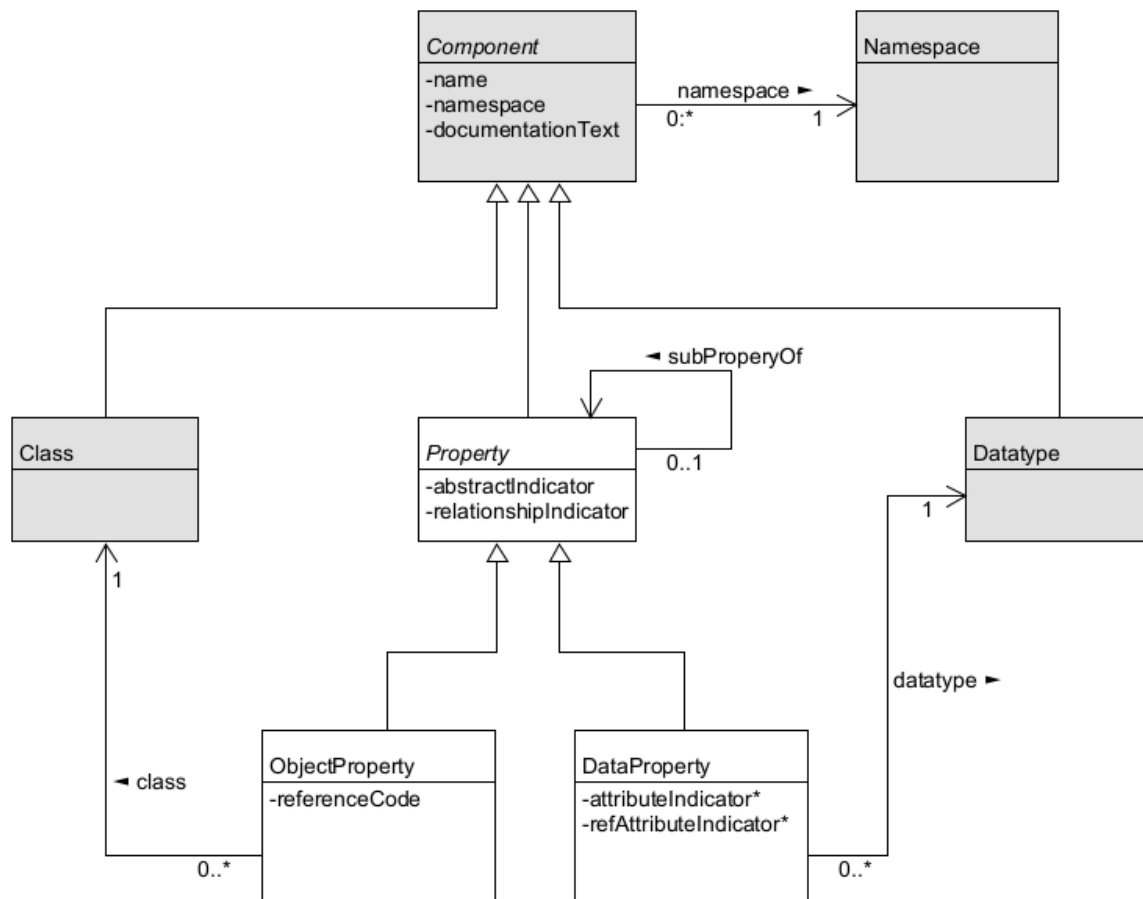 Component
-name
-namespace
-documentationText
namespace ►
0:*
1
Namespace
◄ subProperyOf
Class
Property
-abstractIndicator
-relationshipIndicator
0..1
Datatype
1
1
datatype ►
◄ class
ObjectProperty
-referenceCode
0..*
DataProperty
-attributeIndicator*
-refAttributeIndicator*
0..*